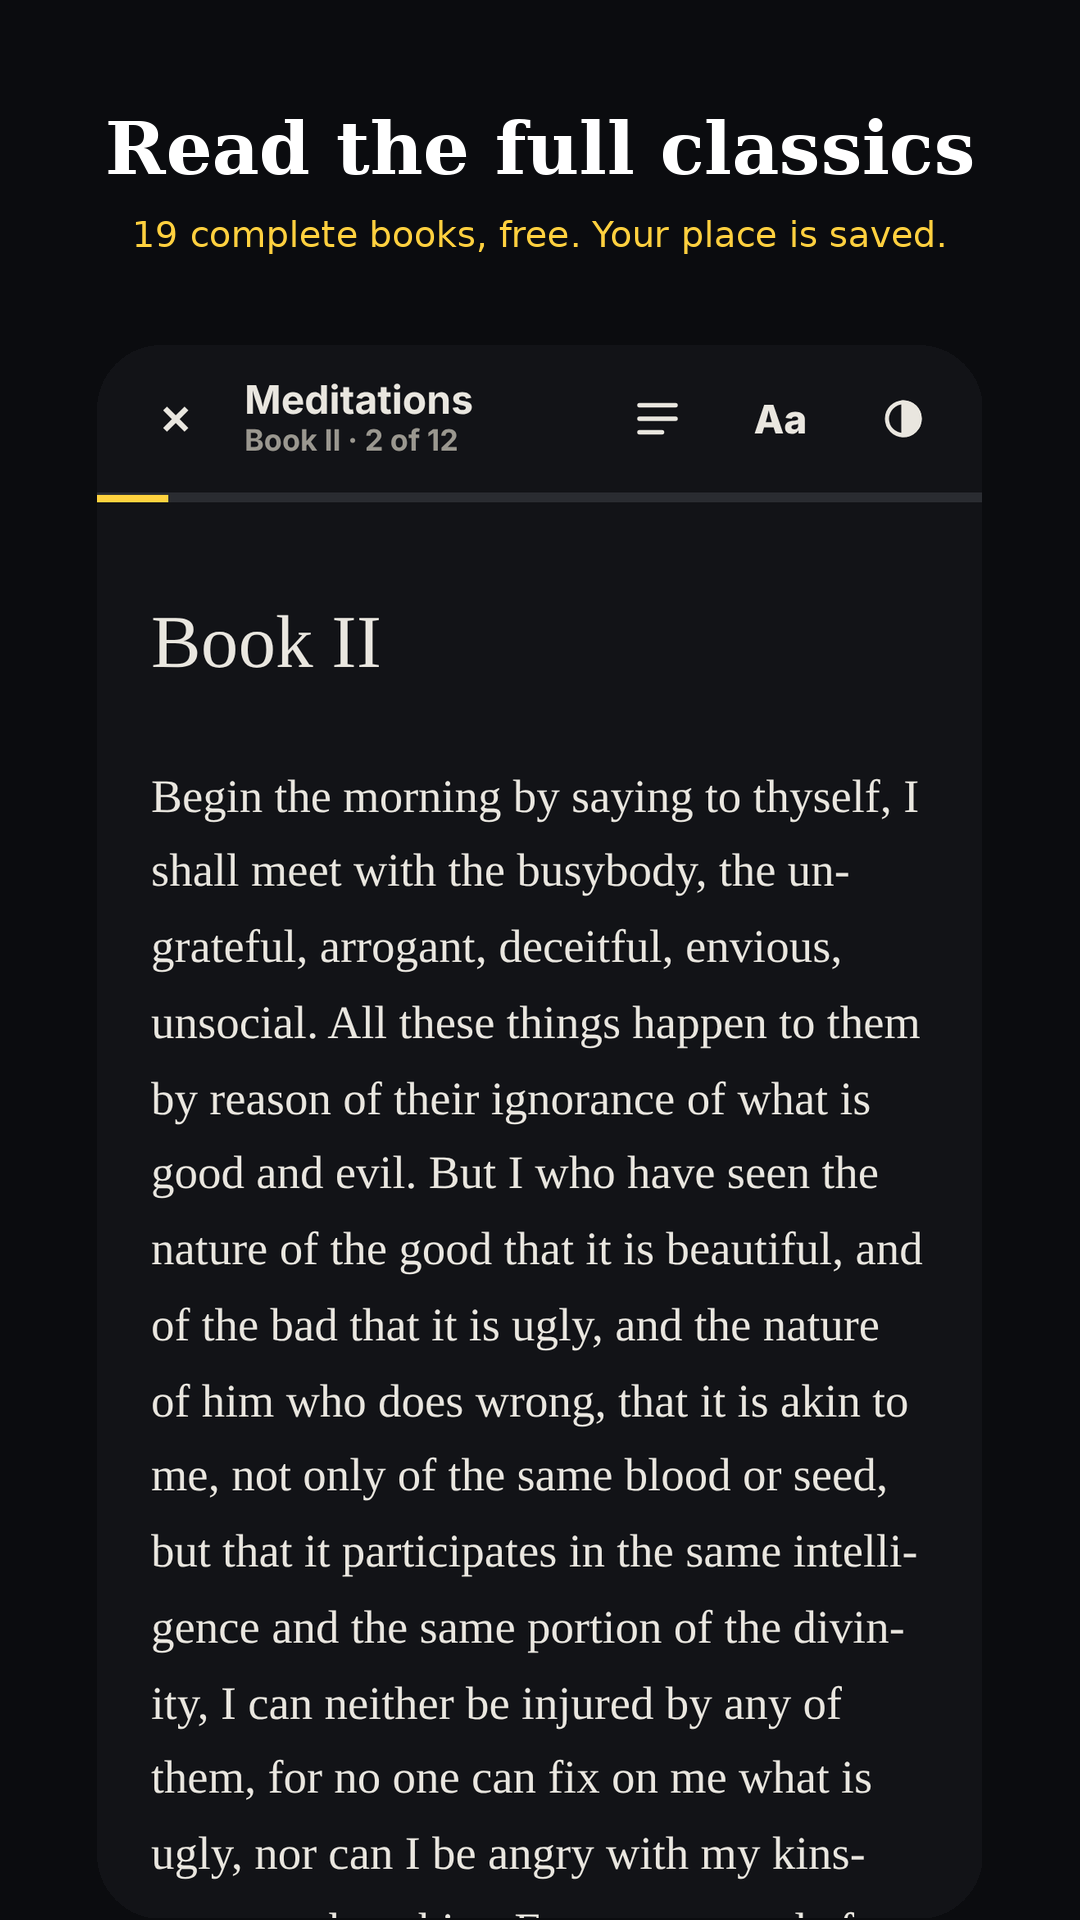 Read the full classics
19 complete books, free. Your place is saved.
× Meditations Aa
Book II · 2 of 12
Book II
Begin the morning by saying to thyself, I
shall meet with the busybody, the un-
grateful, arrogant, deceitful, envious,
unsocial. All these things happen to them
by reason of their ignorance of what is
good and evil. But I who have seen the
nature of the good that it is beautiful, and
of the bad that it is ugly, and the nature
of him who does wrong, that it is akin to
me, not only of the same blood or seed,
but that it participates in the same intelli-
gence and the same portion of the divin-
ity, I can neither be injured by any of
them, for no one can fix on me what is
ugly, nor can I be angry with my kins-